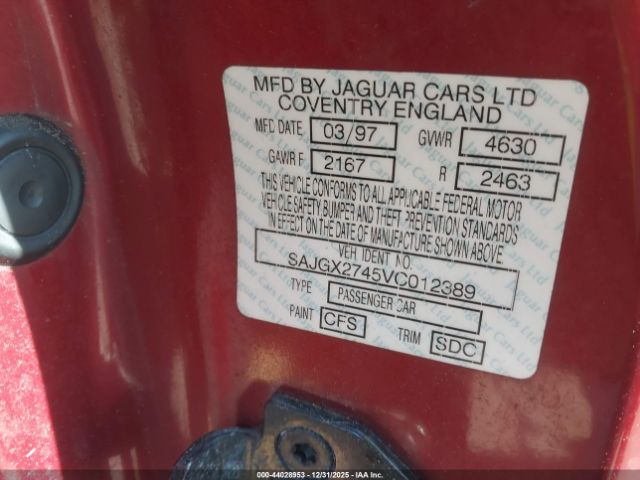 MFD BY JAGUAR CARS LTD
COVENTRY ENGLAND
MFD DATE 03/97 GVWR 4630
GAWR F 2167 R 2463
THIS VEHICLE CONFORMS TO ALL APPLICABLE FEDERAL MOTOR
VEHICLE SAFETY, BUMPER AND THEFT PREVENTION STANDARDS
IN EFFECT ON THE DATE OF MANUFACTURE SHOWN ABOVE
VEH IDENT NO.
SAJGX2745VC012389
TYPE PASSENGER CAR
PAINT CFS TRIM SDC
000-44028953 - 12/31/2025 - IAA Inc.